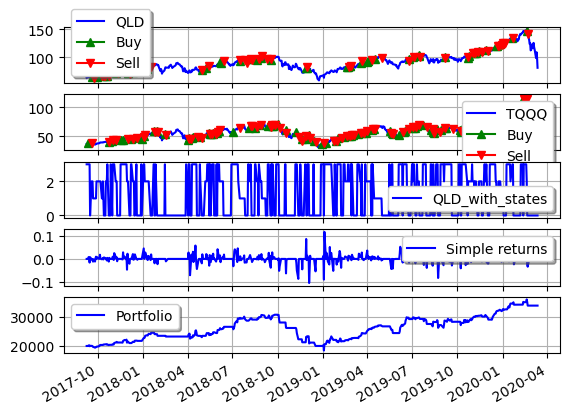 150
100
QLD
Buy
Sell
100
50
TQQQ
Buy
Sell
2
0
QLD_with_states
0.1
0.0
−0.1
Simple returns
30000
20000
Portfolio
2017-10
2018-01
2018-04
2018-07
2018-10
2019-01
2019-04
2019-07
2019-10
2020-01
2020-04